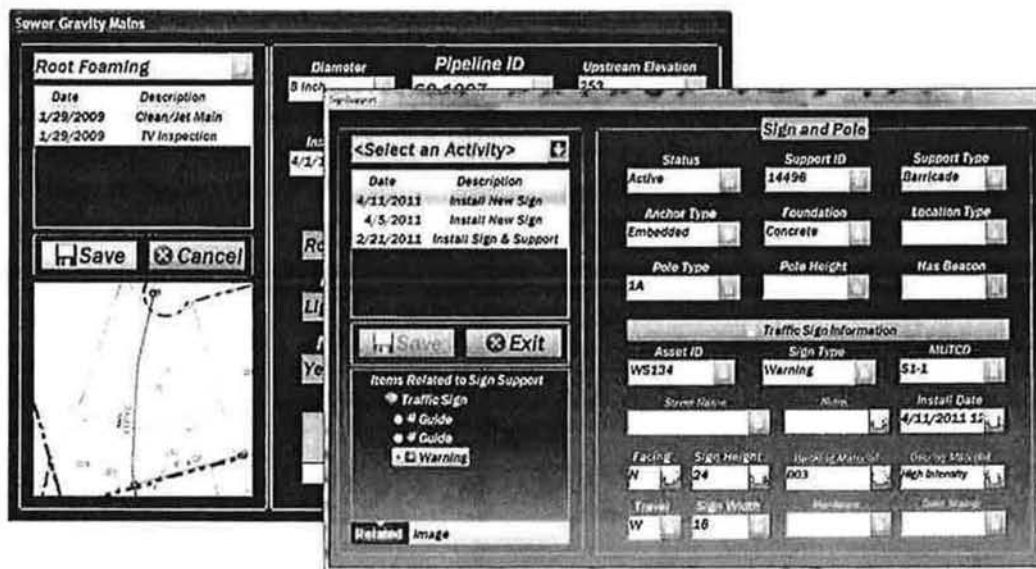 Sewer Gravity Mains
Root Foaming
Date Description
1/29/2009 Clean/Jet Main
1/29/2009 TV Inspection
Save Cancel
Diameter Pipeline ID Upstream Elevation
8 Inch 253
4/1/1
Sign Support
<Select an Activity>
Date Description
4/11/2011 Install New Sign
4/5/2011 Install New Sign
2/21/2011 Install Sign & Support
Save Exit
Items Related to Sign Support
Traffic Sign
Guide
Guide
Warning
Related Image
Sign and Pole
Status Support ID Support Type
Active 14496 Barricade
Anchor Type Foundation Location Type
Embedded Concrete
Pole Type Pole Height Has Beacon
1A
Traffic Sign Information
Asset ID Sign Type MUTCD
WS134 Warning S1-1
Street Name Install Date
4/11/2011 12
Facing Sign Height Backing Material
N 24 003 High Intensity
Travel Sign Width
W 16